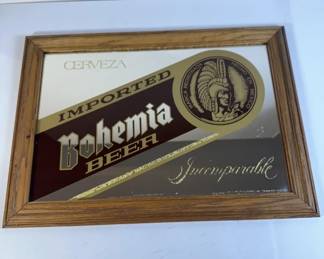 CERVEZA
IMPORTED
Bohemia
BEER
Incomparable